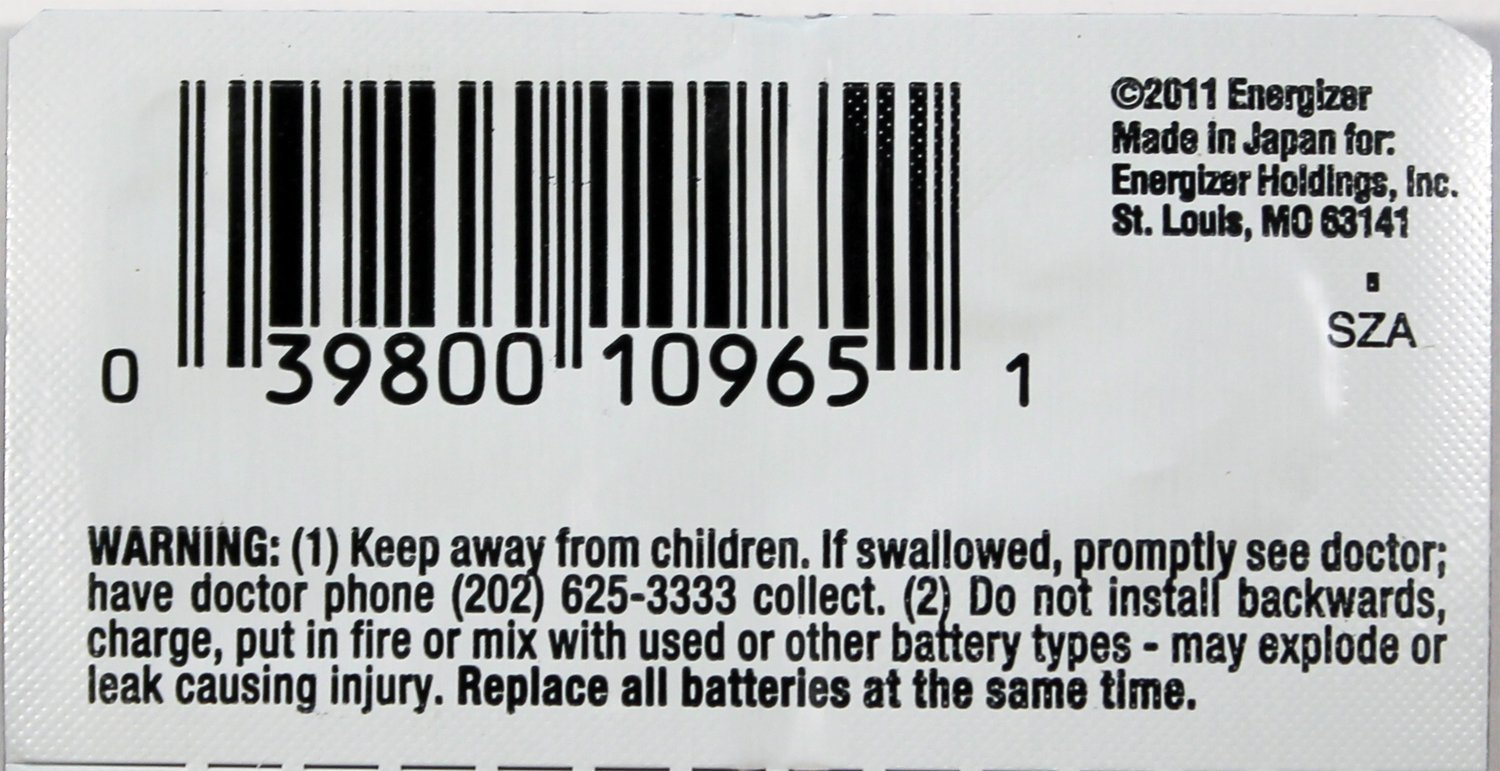 ©2011 Energizer
Made in Japan for:
Energizer Holdings, Inc.
St. Louis, MO 63141
SZA
0 39800 10965 1
WARNING: (1) Keep away from children. If swallowed, promptly see doctor;
have doctor phone (202) 625-3333 collect. (2) Do not install backwards,
charge, put in fire or mix with used or other battery types - may explode or
leak causing injury. Replace all batteries at the same time.